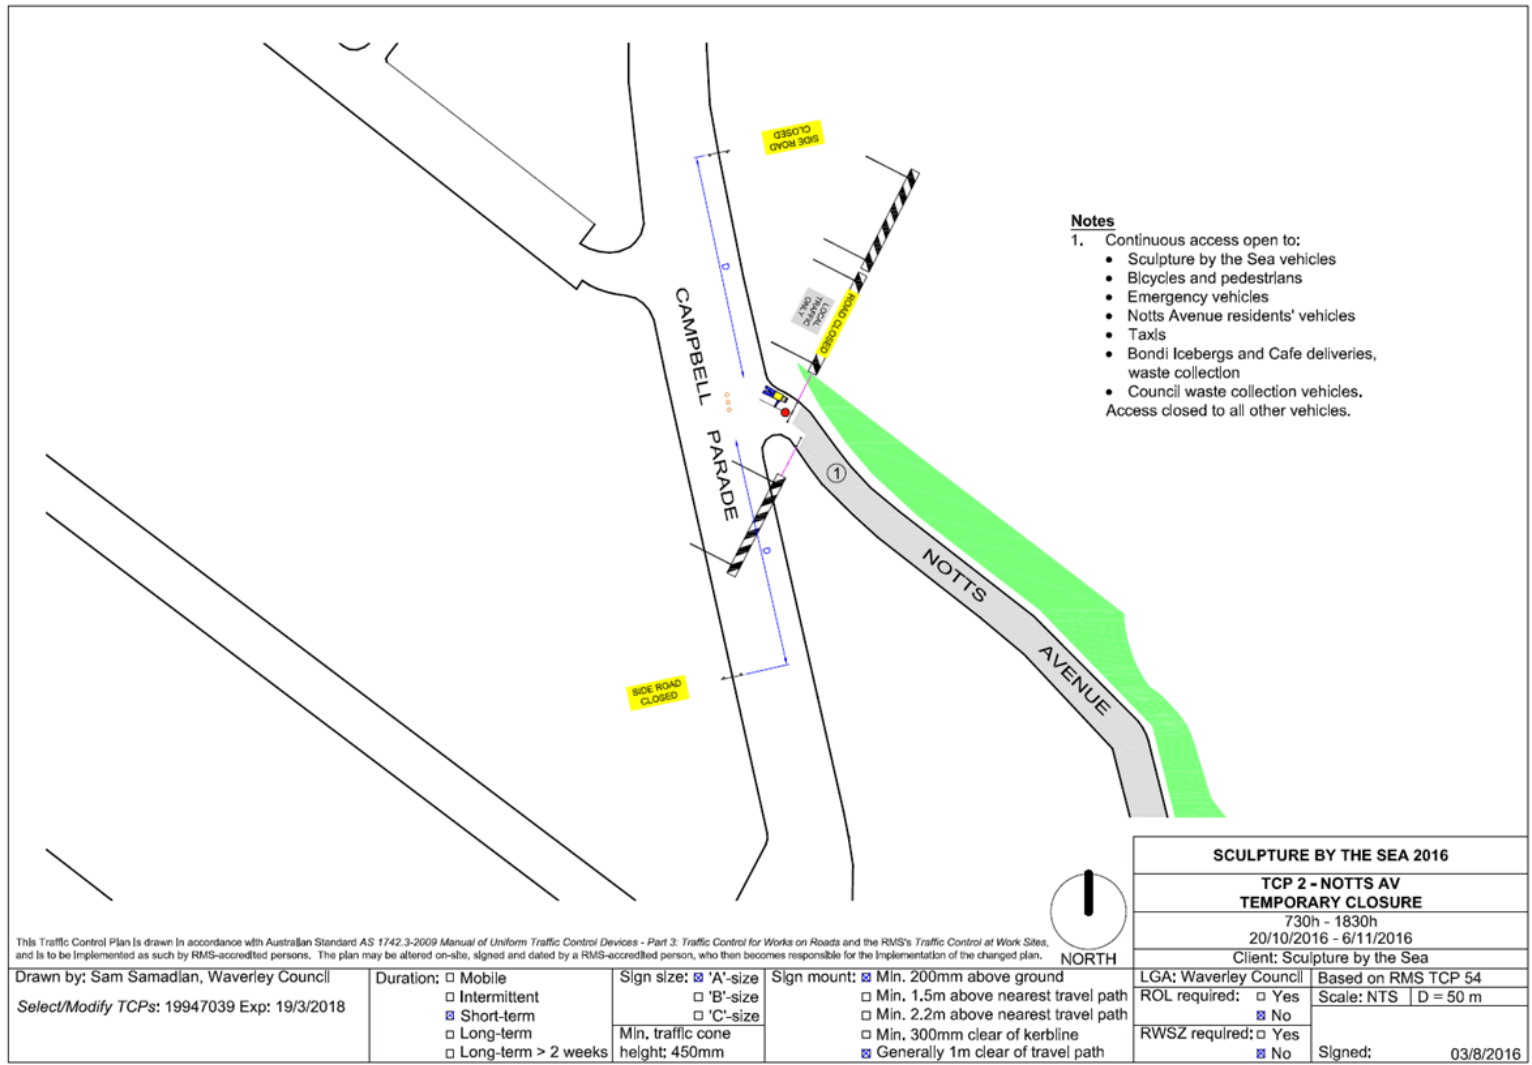 SIDE ROAD
CLOSED
D
LOCAL
TRAFFIC
ONLY
ROAD CLOSED
CAMPBELL
PARADE
1
D
NOTTS
AVENUE
SIDE ROAD
CLOSED
Notes
1. Continuous access open to:
• Sculpture by the Sea vehicles
• Bicycles and pedestrians
• Emergency vehicles
• Notts Avenue residents' vehicles
• Taxis
• Bondi Icebergs and Cafe deliveries,
waste collection
• Council waste collection vehicles.
Access closed to all other vehicles.
NORTH
SCULPTURE BY THE SEA 2016
TCP 2 - NOTTS AV
TEMPORARY CLOSURE
730h - 1830h
20/10/2016 - 6/11/2016
Client: Sculpture by the Sea
This Traffic Control Plan is drawn in accordance with Australian Standard AS 1742.3-2009 Manual of Uniform Traffic Control Devices - Part 3: Traffic Control for Works on Roads and the RMS's Traffic Control at Work Sites,
and is to be implemented as such by RMS-accredited persons. The plan may be altered on-site, signed and dated by a RMS-accredited person, who then becomes responsible for the implementation of the changed plan.
Drawn by: Sam Samadian, Waverley Council
Select/Modify TCPs: 19947039 Exp: 19/3/2018
Duration: ☐ Mobile
☐ Intermittent
☒ Short-term
☐ Long-term
☐ Long-term > 2 weeks
Sign size: ☒ 'A'-size
☐ 'B'-size
☐ 'C'-size
Min. traffic cone
height: 450mm
Sign mount: ☒ Min. 200mm above ground
☐ Min. 1.5m above nearest travel path
☐ Min. 2.2m above nearest travel path
☐ Min. 300mm clear of kerbline
☒ Generally 1m clear of travel path
LGA: Waverley Council
ROL required: ☐ Yes
☒ No
RWSZ required: ☐ Yes
☒ No
Based on RMS TCP 54
Scale: NTS D = 50 m
Signed: 03/8/2016